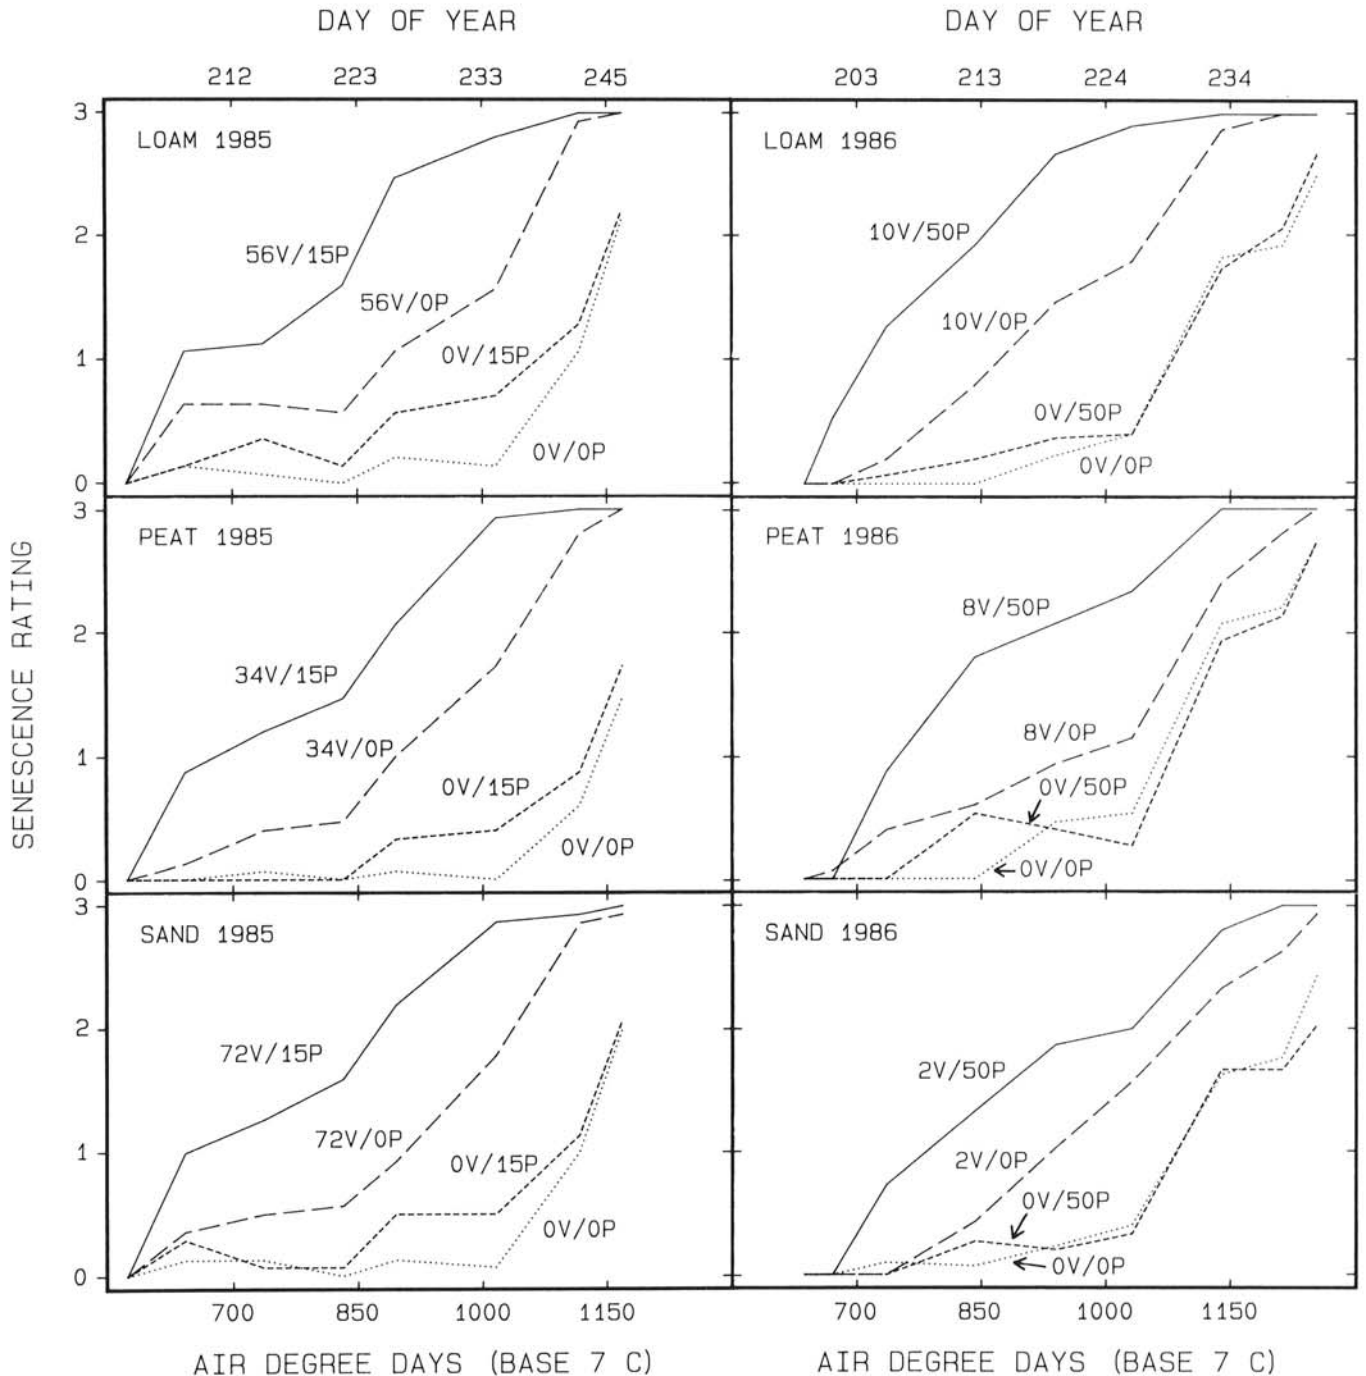 DAY OF YEAR
DAY OF YEAR
212 223 233 245
203 213 224 234
SENESCENCE RATING
3
2
1
0
LOAM 1985
56V/15P
56V/0P
0V/15P
0V/0P
LOAM 1986
10V/50P
10V/0P
0V/50P
0V/0P
3
2
1
0
PEAT 1985
34V/15P
34V/0P
0V/15P
0V/0P
PEAT 1986
8V/50P
8V/0P
0V/50P
0V/0P
3
2
1
0
SAND 1985
72V/15P
72V/0P
0V/15P
0V/0P
SAND 1986
2V/50P
2V/0P
0V/50P
0V/0P
700 850 1000 1150
700 850 1000 1150
AIR DEGREE DAYS (BASE 7 C)
AIR DEGREE DAYS (BASE 7 C)